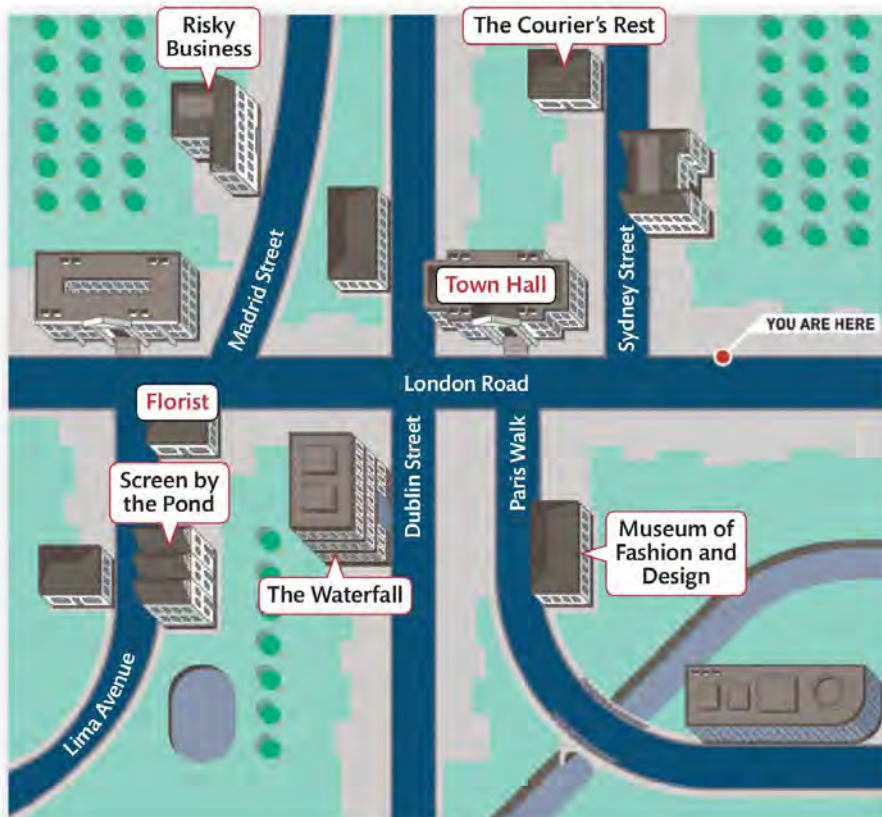 Risky
Business
The Courier's Rest
Madrid Street
Town Hall
Sydney Street
YOU ARE HERE
London Road
Florist
Dublin Street
Paris Walk
Screen by
the Pond
Museum of
Fashion and
Design
The Waterfall
Lima Avenue